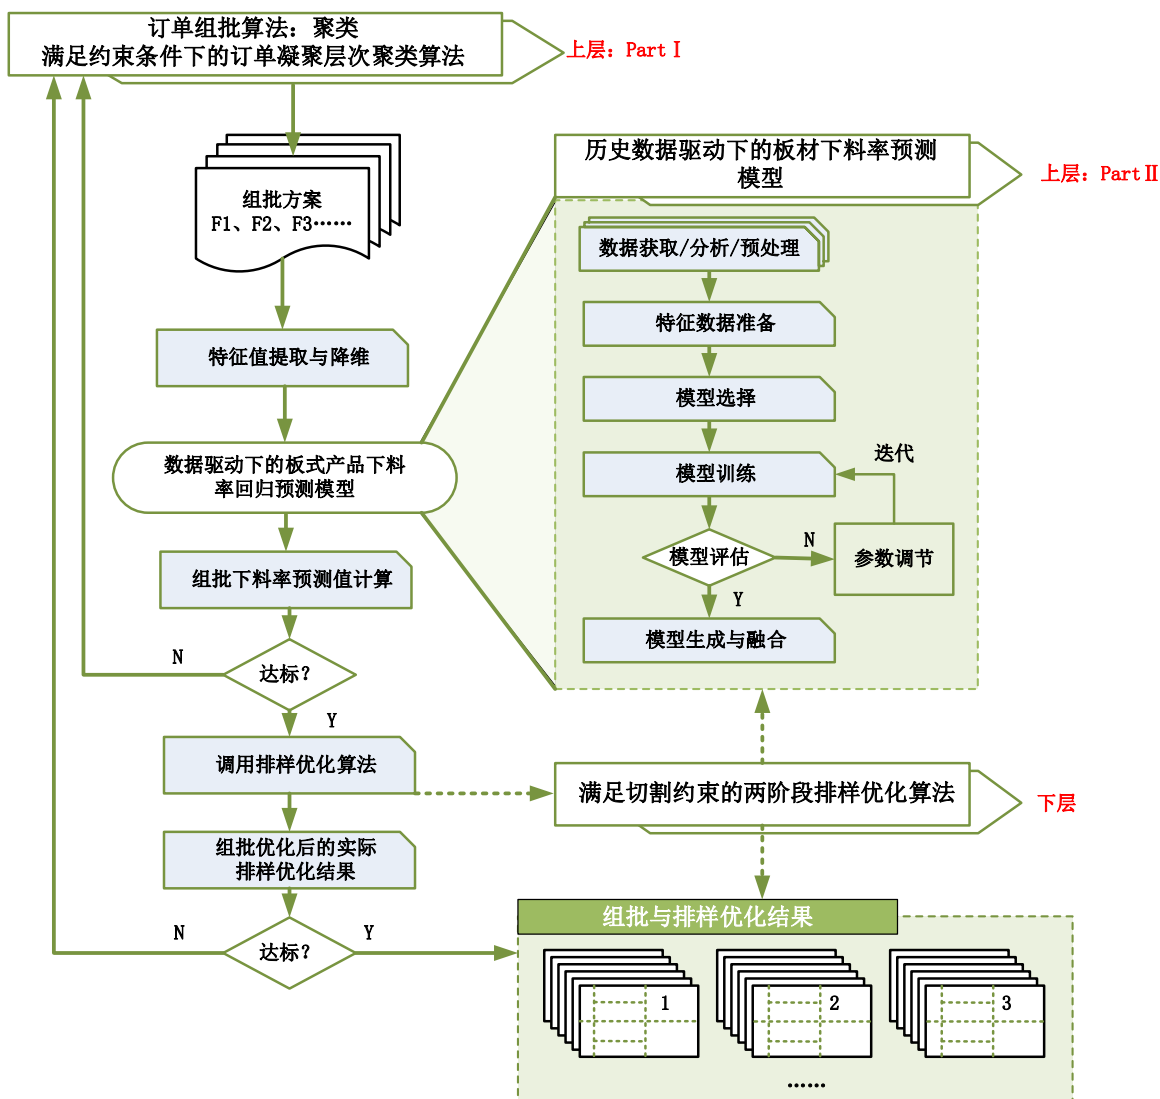 订单组批算法：聚类
满足约束条件下的订单凝聚层次聚类算法
上层：Part Ⅰ
组批方案
F1、F2、F3……
特征值提取与降维
数据驱动下的板式产品下料
率回归预测模型
组批下料率预测值计算
N
达标？
Y
调用排样优化算法
组批优化后的实际
排样优化结果
N
达标？
Y
历史数据驱动下的板材下料率预测
模型
上层：Part Ⅱ
数据获取/分析/预处理
特征数据准备
模型选择
迭代
模型训练
N
模型评估
参数调节
Y
模型生成与融合
满足切割约束的两阶段排样优化算法
下层
组批与排样优化结果
1
2
3
……